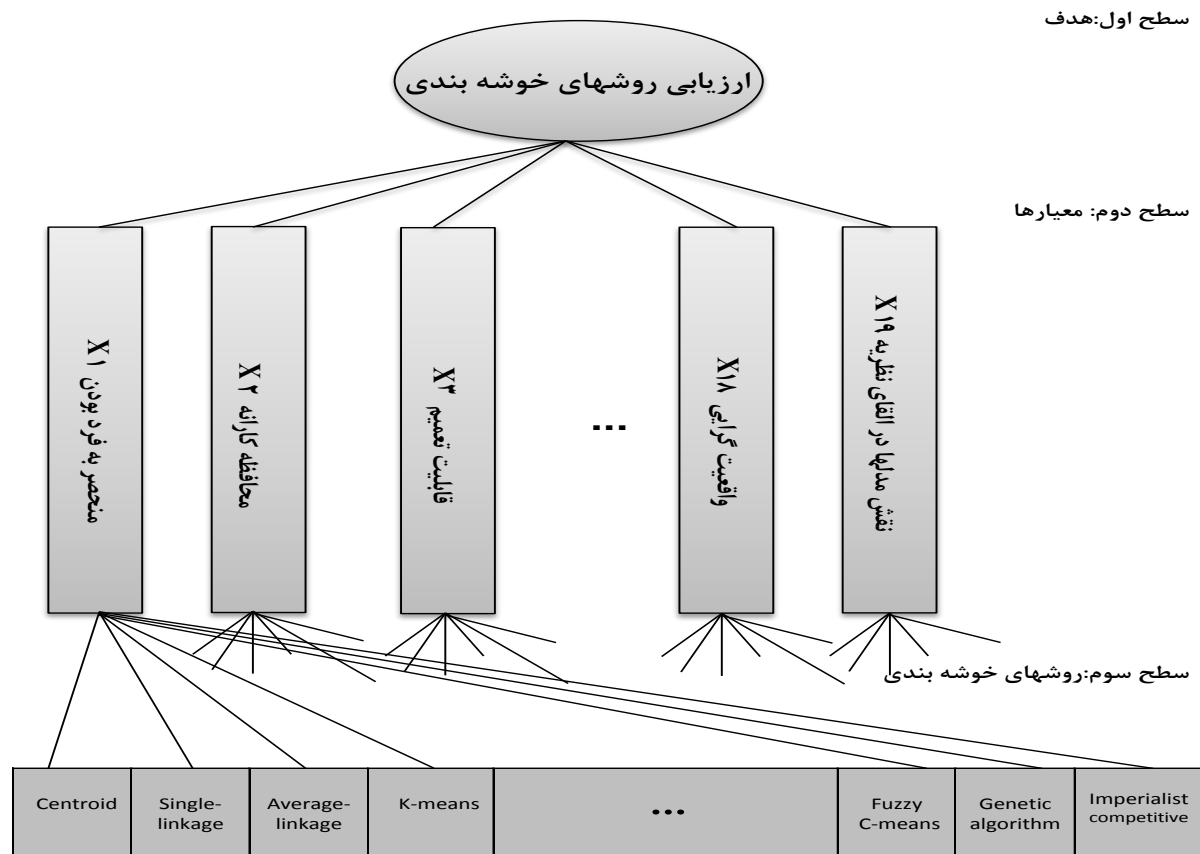 سطح اول:هدف
ارزیابی روشهای خوشه بندی
سطح دوم: معیارها
منحصر به فرد بودن X۱
محافظه کارانه X۲
قابلیت تعمیم X۳
...
واقعیت گرایی X۱۸
نقش مدلها در القای نظریه X۱۹
سطح سوم:روشهای خوشه بندی
Centroid
Single-
linkage
Average-
linkage
K-means
...
Fuzzy
C-means
Genetic
algorithm
Imperialist
competitive